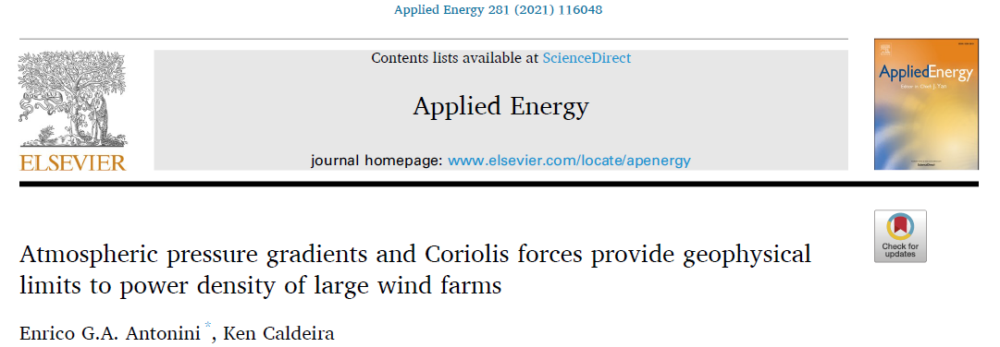 Applied Energy 281 (2021) 116048
Contents lists available at ScienceDirect
Applied Energy
journal homepage: www.elsevier.com/locate/apenergy
ELSEVIER
AppliedEnergy
Check for
updates
Atmospheric pressure gradients and Coriolis forces provide geophysical
limits to power density of large wind farms
Enrico G.A. Antonini *, Ken Caldeira